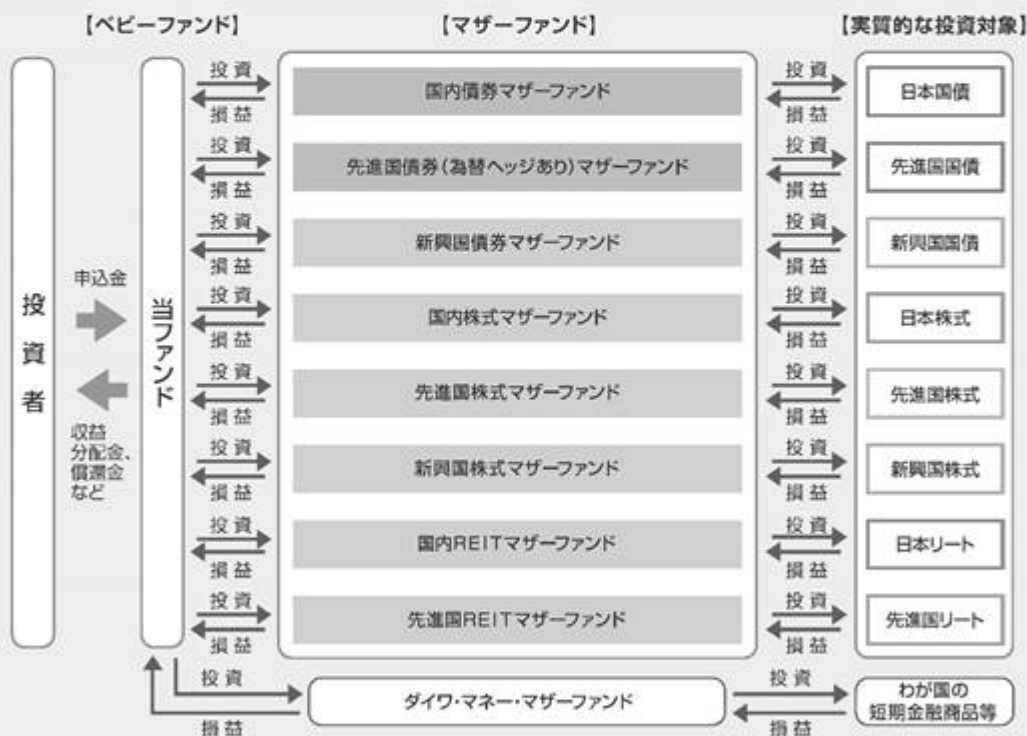 【ベビーファンド】
【マザーファンド】
【実質的な投資対象】
投資者
申込金
収益
分配金、
償還金
など
当ファンド
投資
損益
国内債券マザーファンド
投資
損益
日本国債
投資
損益
先進国債券(為替ヘッジあり)マザーファンド
投資
損益
先進国国債
投資
損益
新興国債券マザーファンド
投資
損益
新興国国債
投資
損益
国内株式マザーファンド
投資
損益
日本株式
投資
損益
先進国株式マザーファンド
投資
損益
先進国株式
投資
損益
新興国株式マザーファンド
投資
損益
新興国株式
投資
損益
国内REITマザーファンド
投資
損益
日本リート
投資
損益
先進国REITマザーファンド
投資
損益
先進国リート
投資
損益
ダイワ・マネー・マザーファンド
投資
損益
わが国の
短期金融商品等